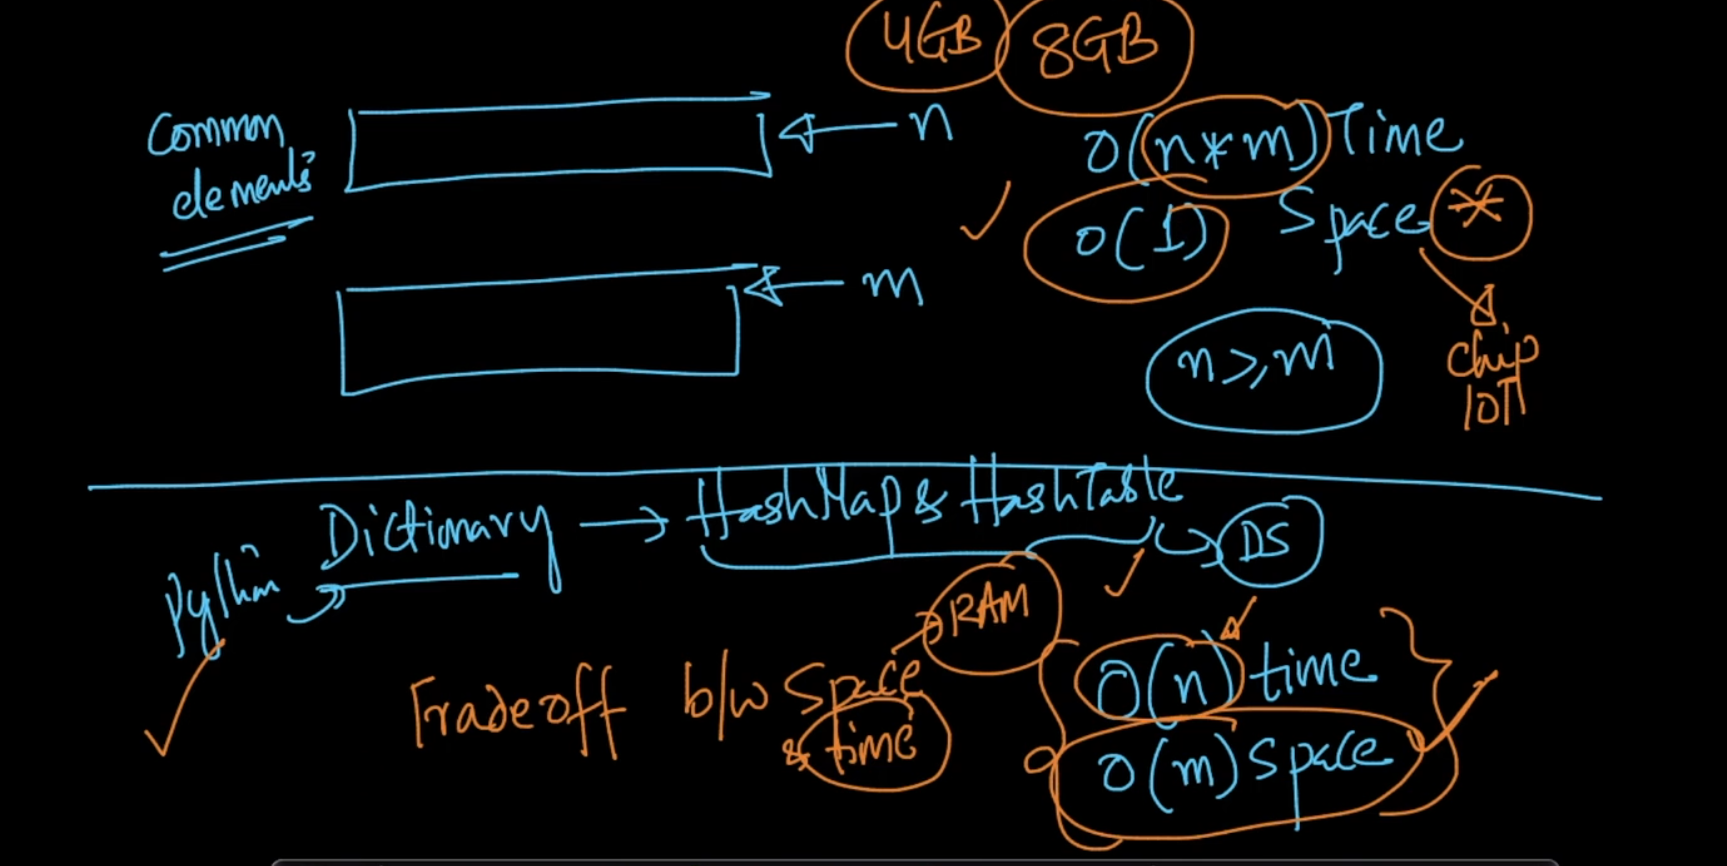 4GB 8GB
Common
elements
n
O(n*m) Time
O(1) Space *
m
n>,m
Chip
IOT
Dictionary → HashMap & HashTable
DS
Python
RAM
Tradeoff b/w Space
& time
O(n) time
O(m) Space